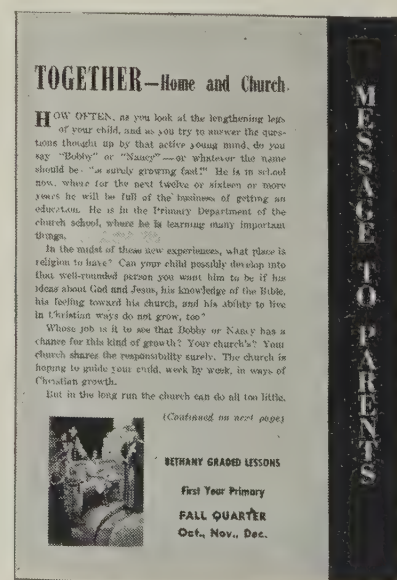 TOGETHER—Home and Church
HOW OFTEN, as you look at the lengthening legs
of your child, and as you try to answer the ques-
tions thought up by that active young mind, do you
say "Bobby" or "Nancy"—or whatever the name
should be—"is surely growing fast!" He is in school
now, where for the next twelve or sixteen or more
years he will be full of the business of getting an
education. He is in the Primary Department of the
church school, where he is learning many important
things.
In the midst of these new experiences, what place is
religion to have? Can your child possibly develop into
that well-rounded person you want him to be if his
ideas about God and Jesus, his knowledge of the Bible,
his feeling toward his church, and his ability to live
in Christian ways do not grow, too?
Whose job is it to see that Bobby or Nancy has a
chance for this kind of growth? Your church's? Your
church shares the responsibility surely. The church is
hoping to guide your child, week by week, in ways of
Christian growth.
But in the long run the church can do all too little.
(Continued on next page)
BETHANY GRADED LESSONS
First Year Primary
FALL QUARTER
Oct., Nov., Dec.
MESSAGE TO PARENTS